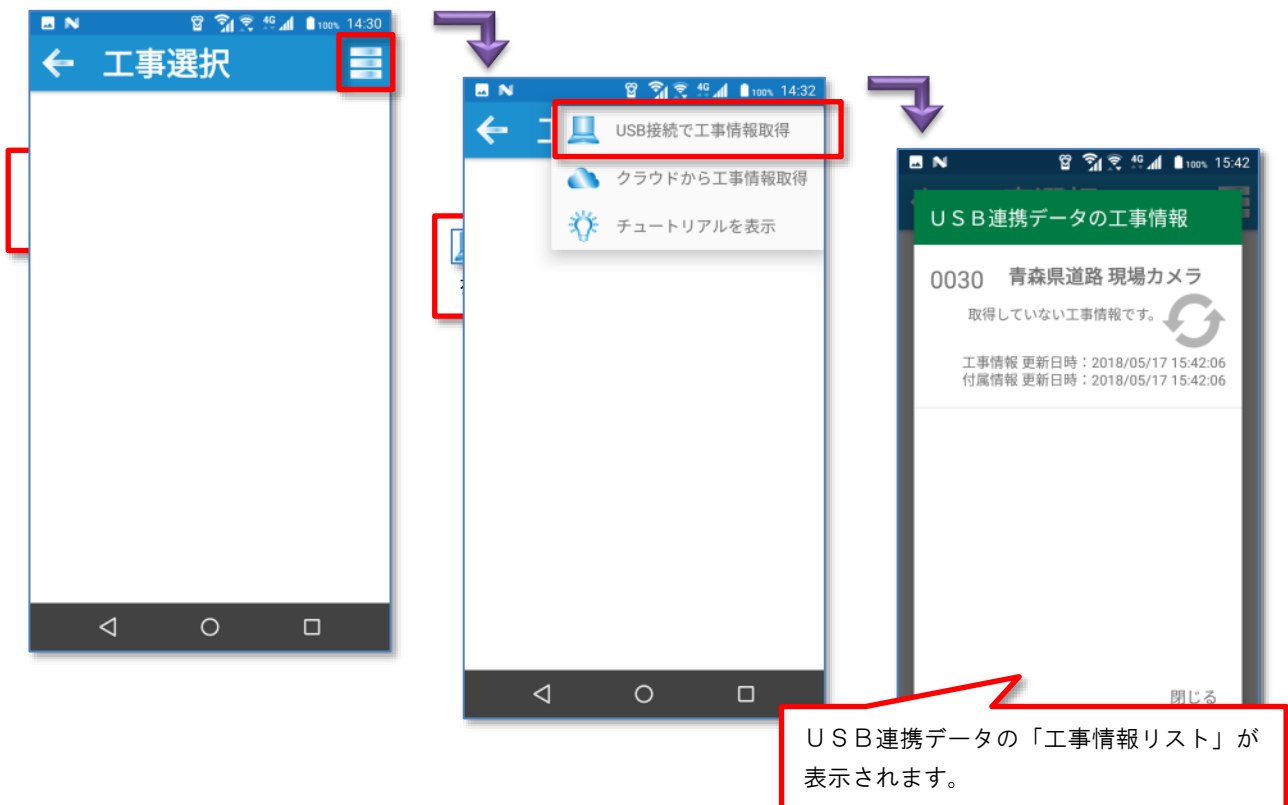 4G 100% 14:30
工事選択
4G 100% 14:32
USB接続で工事情報取得
クラウドから工事情報取得
チュートリアルを表示
4G 100% 15:42
ＵＳＢ連携データの工事情報
0030 青森県道路 現場カメラ
取得していない工事情報です。
工事情報 更新日時：2018/05/17 15:42:06
付属情報 更新日時：2018/05/17 15:42:06
閉じる
ＵＳＢ連携データの「工事情報リスト」が
表示されます。